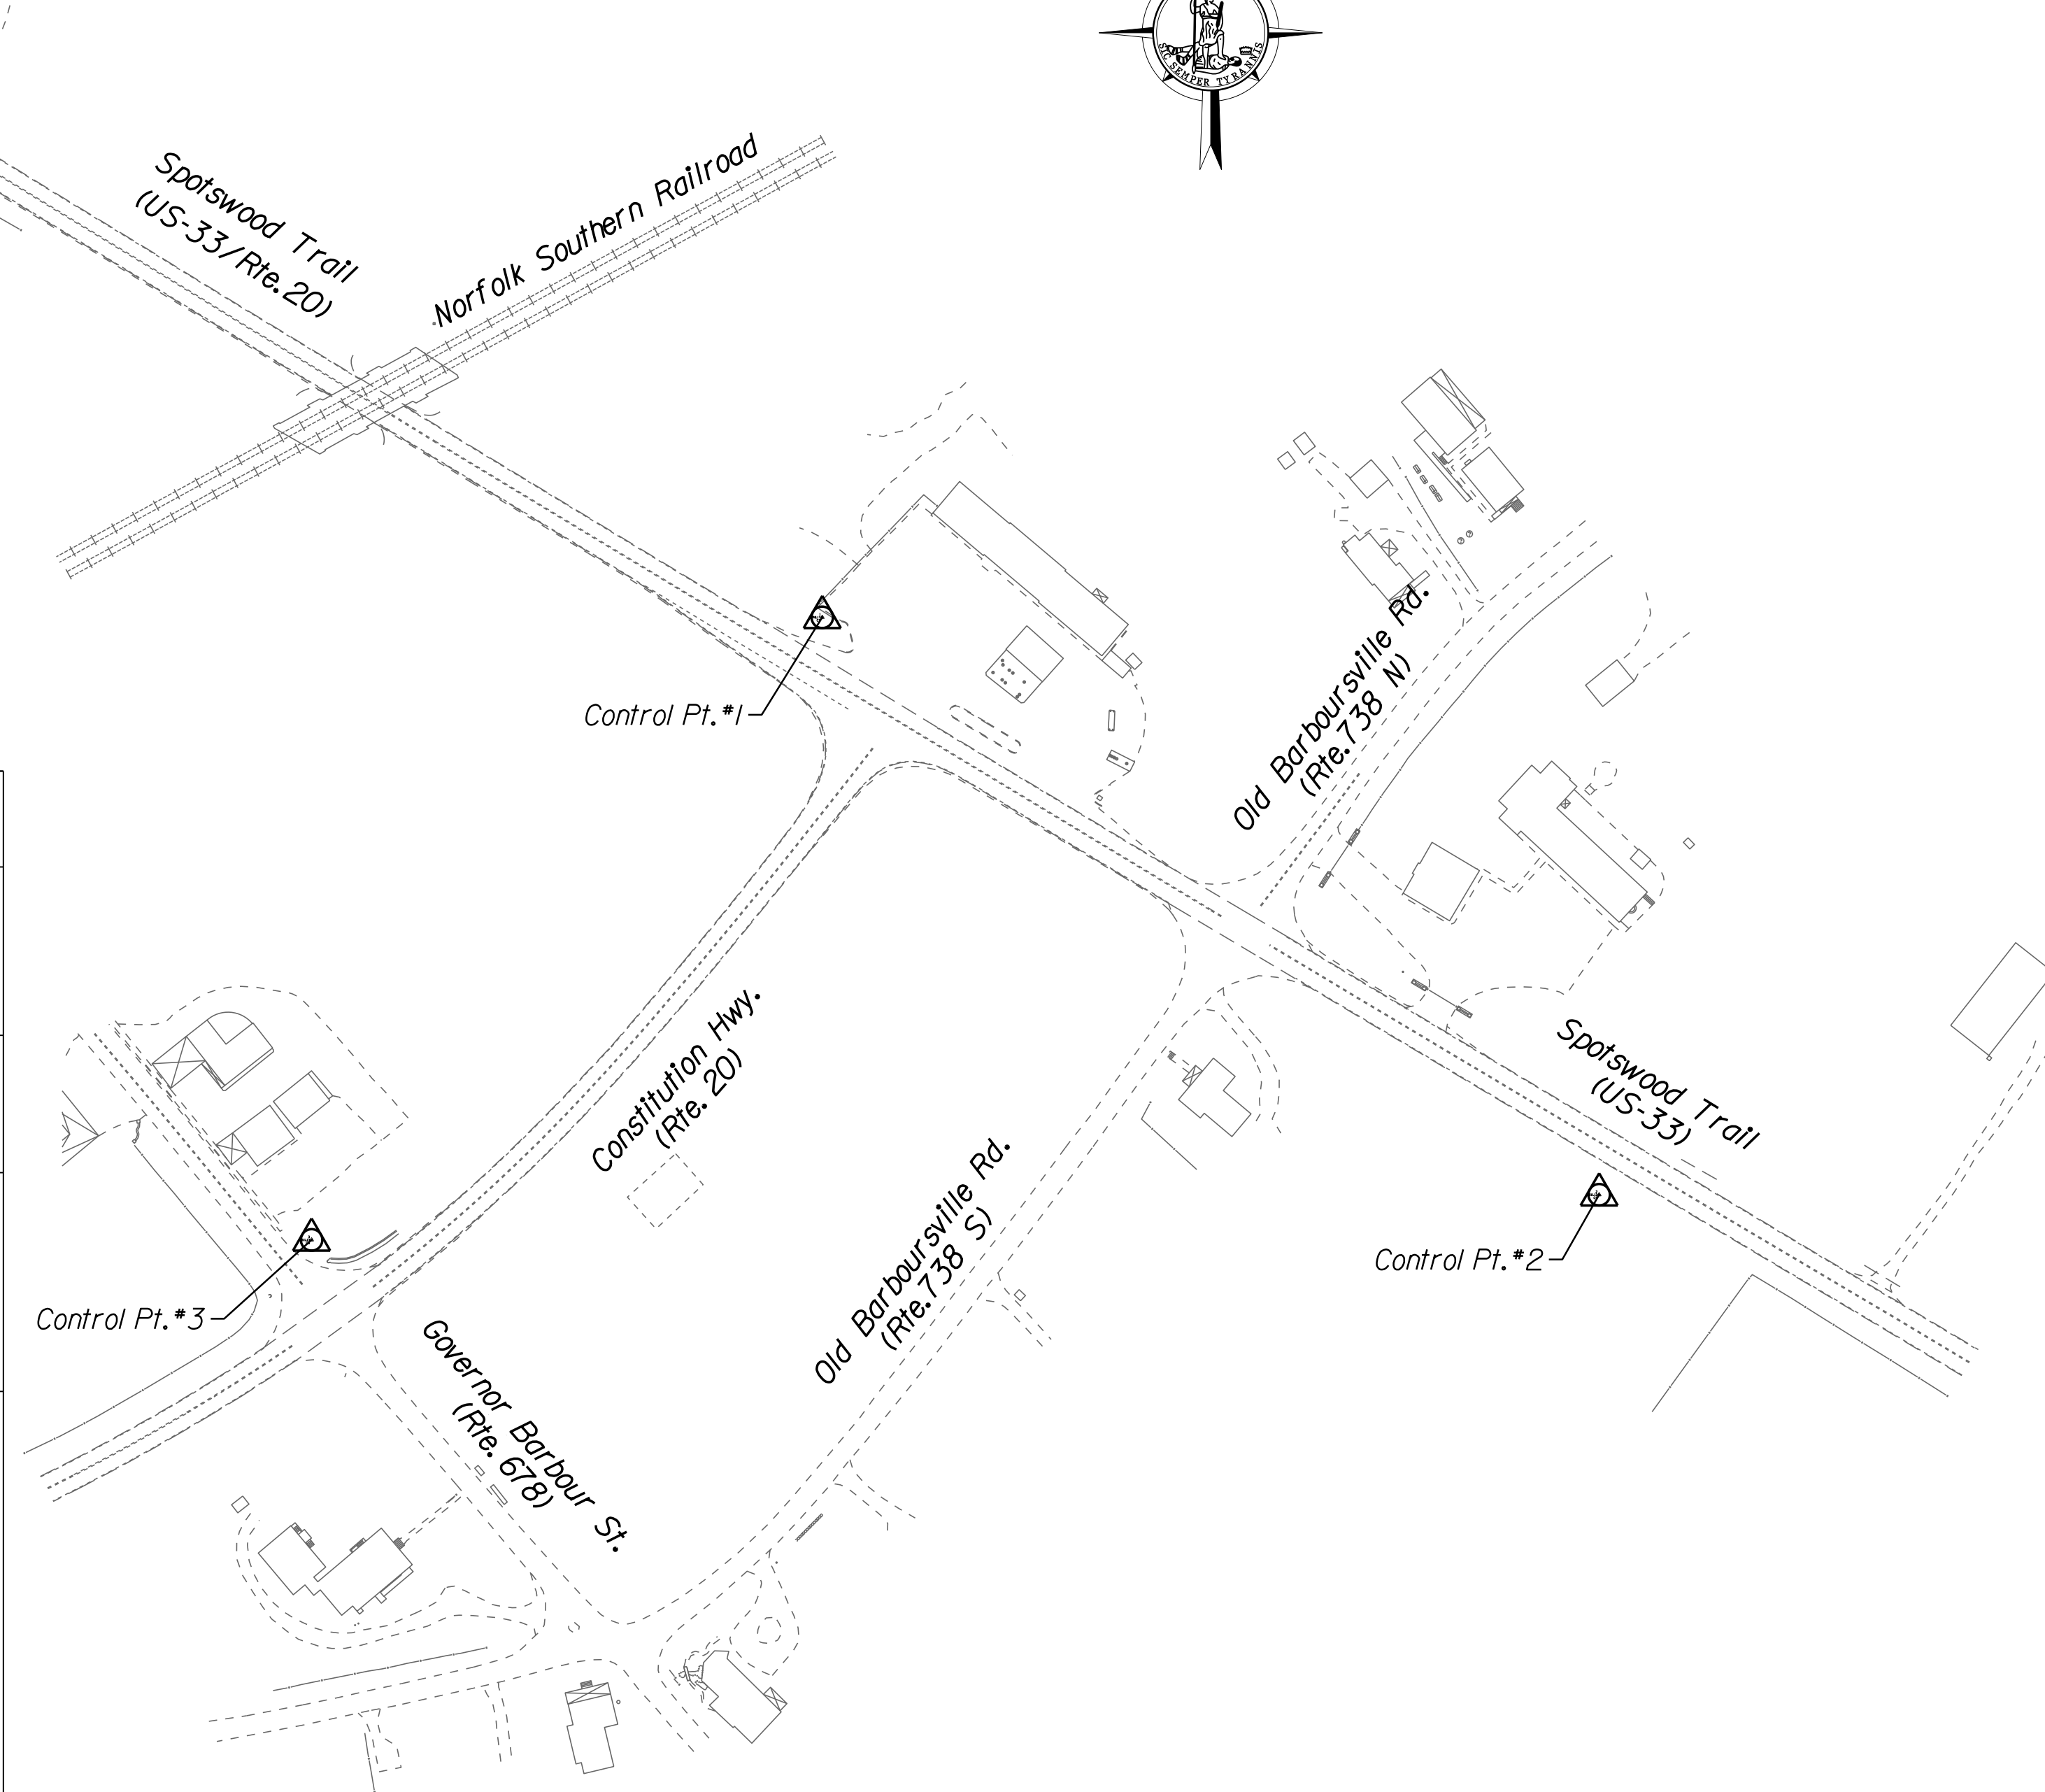 SIC SEMPER TYRANNIS
Spotswood Trail
(US-33/Rte.20)
Norfolk Southern Railroad
Control Pt.#1
Old Barboursville Rd.
(Rte.738 N)
Constitution Hwy.
(Rte. 20)
Spotswood Trail
(US-33)
Old Barboursville Rd.
(Rte.738 S)
Control Pt.#2
Control Pt.#3
Governor Barbour St.
(Rte. 678)